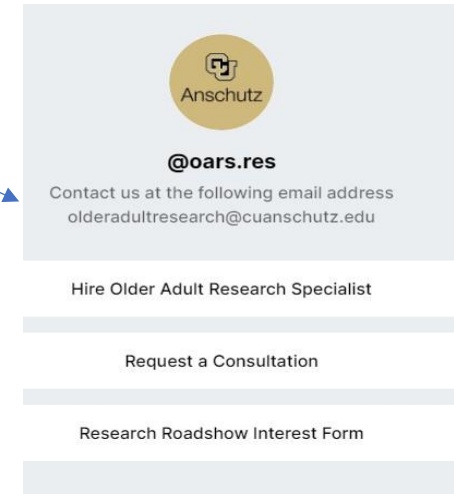 CU
Anschutz
@oars.res
Contact us at the following email address
olderadultresearch@cuanschutz.edu
Hire Older Adult Research Specialist
Request a Consultation
Research Roadshow Interest Form